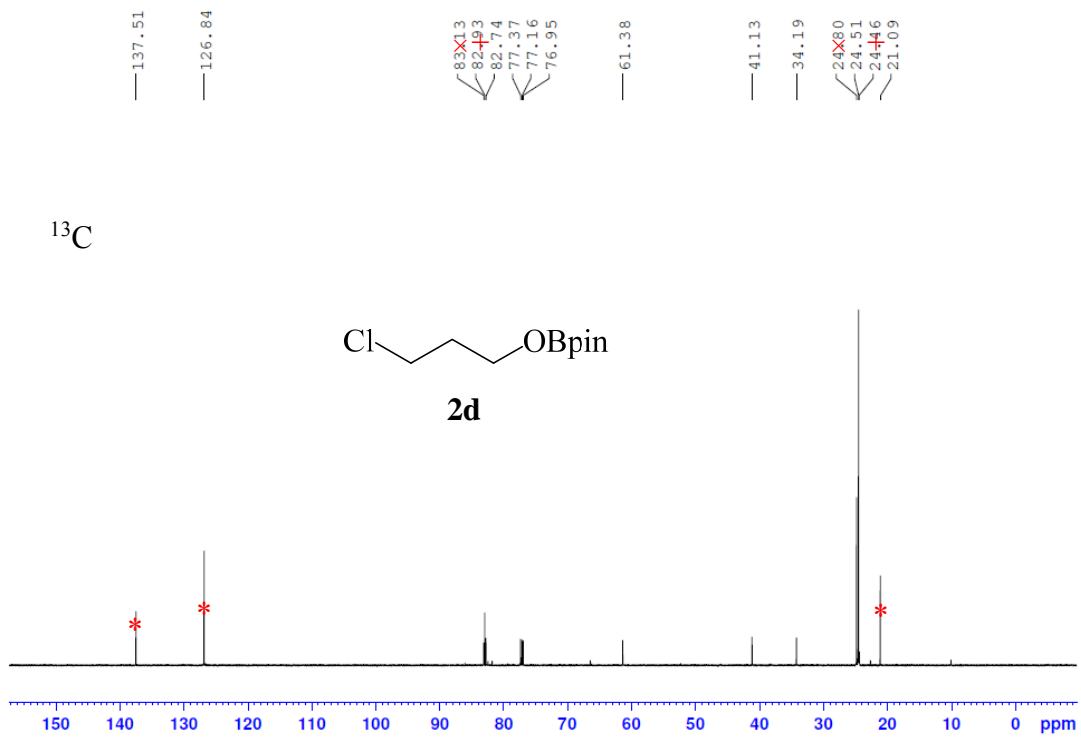 137.51
126.84
83.13
82.93
82.74
77.37
77.16
76.95
61.38
41.13
34.19
24.80
24.51
24.46
21.09
× + × +
¹³C
Cl OBpin
2d
* * *
150 140 130 120 110 100 90 80 70 60 50 40 30 20 10 0 ppm